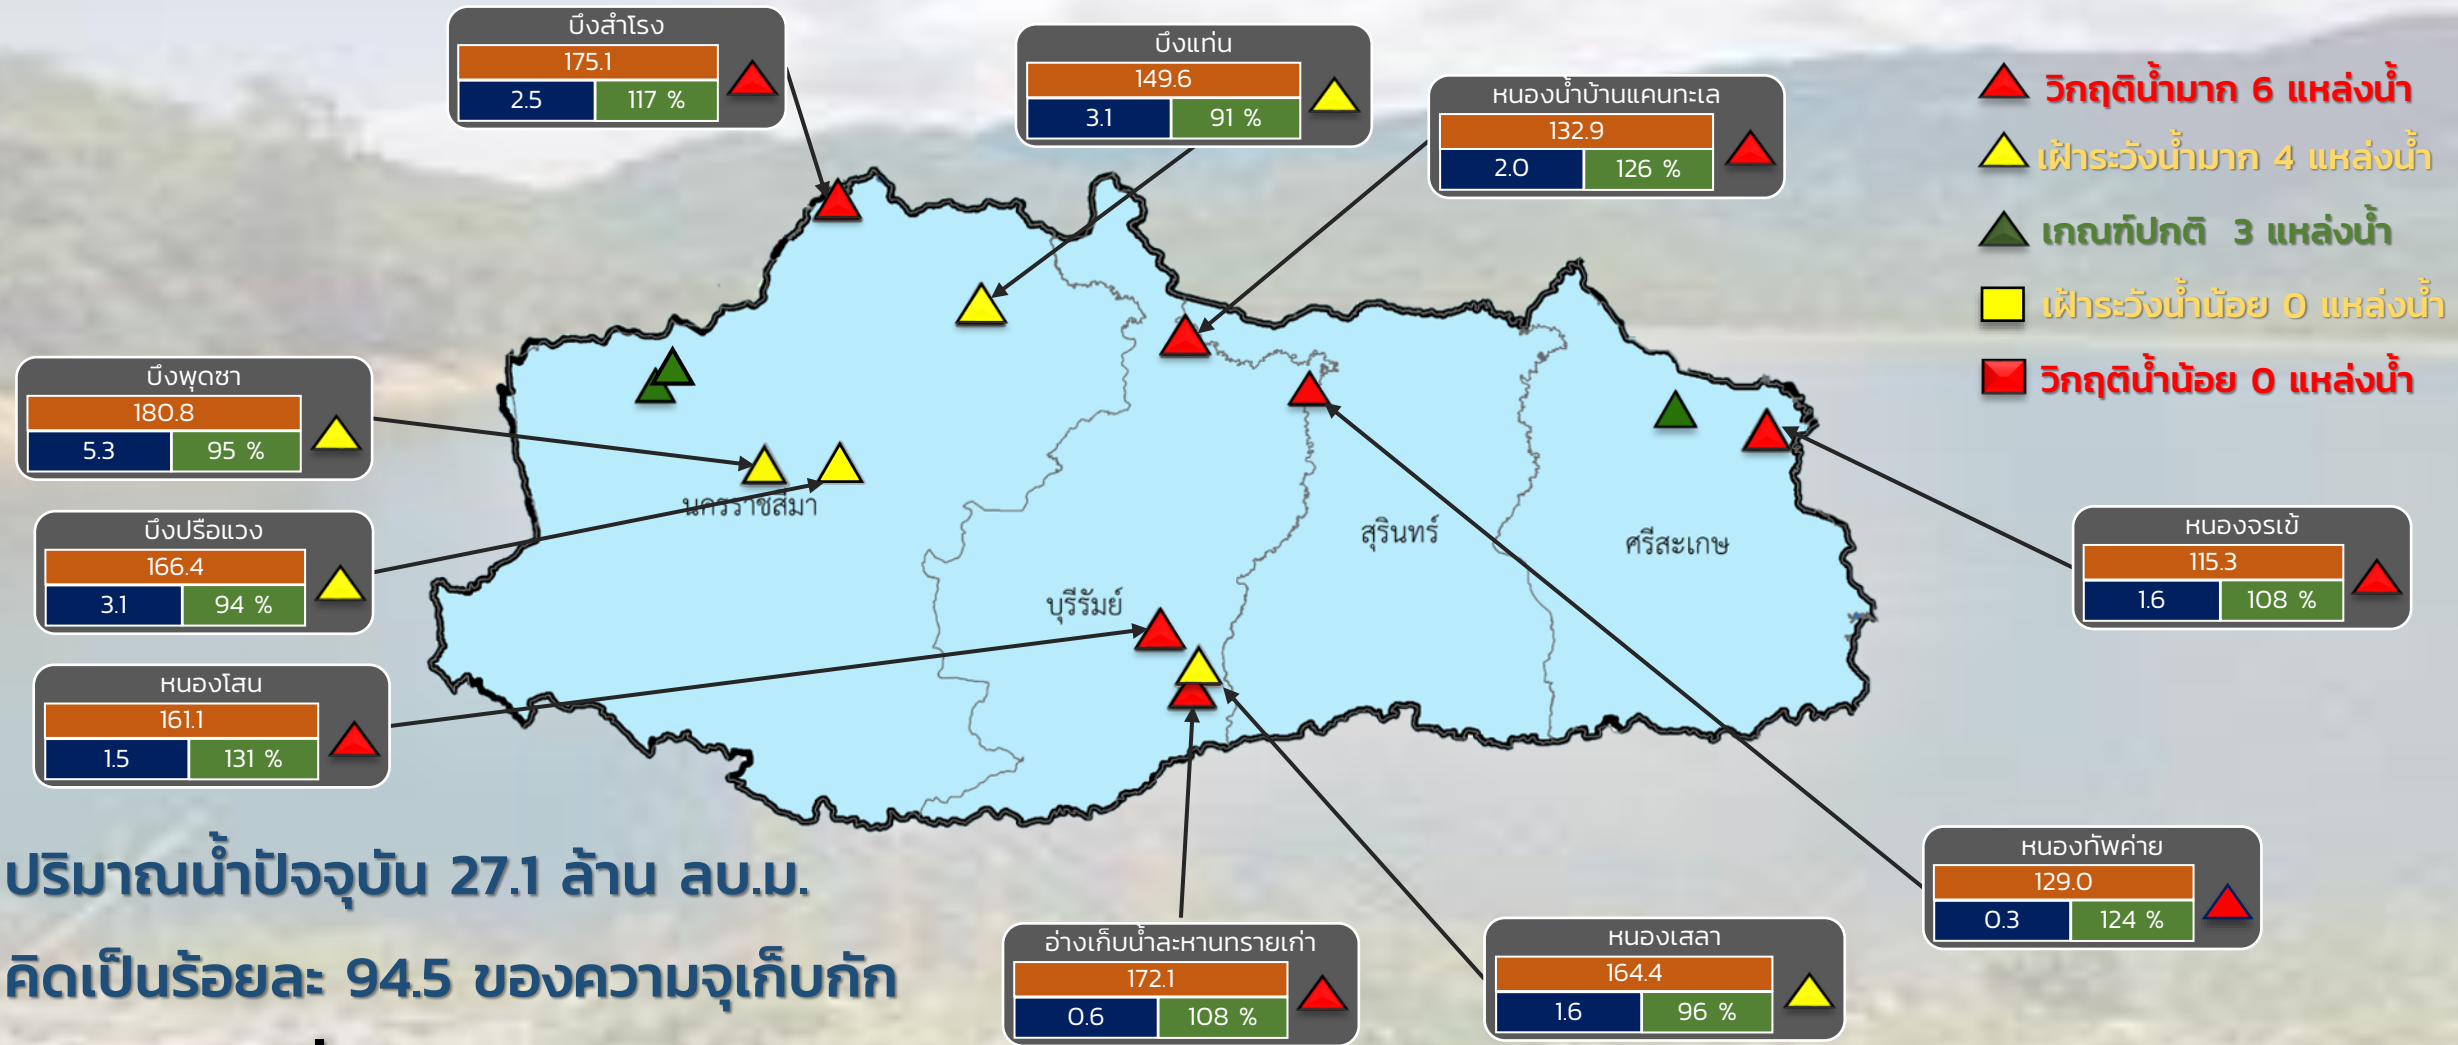 บึงสำโรง
175.1
2.5 117 %
บึงแท่น
149.6
3.1 91 %
หนองน้ำบ้านแคนทะเล
132.9
2.0 126 %
วิกฤติน้ำมาก 6 แหล่งน้ำ
เฝ้าระวังน้ำมาก 4 แหล่งน้ำ
เกณฑ์ปกติ 3 แหล่งน้ำ
เฝ้าระวังน้ำน้อย 0 แหล่งน้ำ
วิกฤติน้ำน้อย 0 แหล่งน้ำ
บึงพุดซา
180.8
5.3 95 %
บึงปรือแวง
166.4
3.1 94 %
หนองโสน
161.1
1.5 131 %
นครราชสีมา
บุรีรัมย์
สุรินทร์
ศรีสะเกษ
หนองจรเข้
115.3
1.6 108 %
หนองทัพค่าย
129.0
0.3 124 %
อ่างเก็บน้ำละหานทรายเก่า
172.1
0.6 108 %
หนองเสลา
164.4
1.6 96 %
ปริมาณน้ำปัจจุบัน 27.1 ล้าน ลบ.ม.
คิดเป็นร้อยละ 94.5 ของความจุเก็บกัก